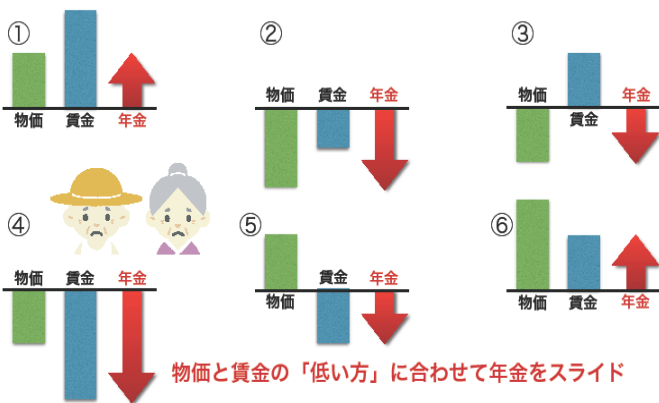 ①
物価 賃金 年金
②
物価 賃金 年金
③
物価 賃金 年金
④
物価 賃金 年金
⑤
物価 賃金 年金
⑥
物価 賃金 年金
物価と賃金の「低い方」に合わせて年金をスライド